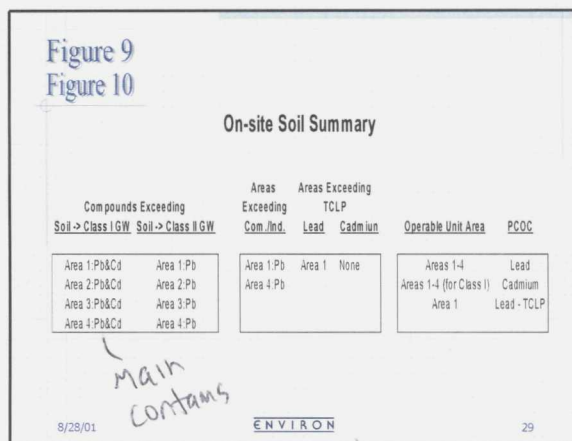 Figure 9
Figure 10
On-site Soil Summary
Areas Areas Exceeding
Compounds Exceeding Exceeding TCLP
Soil -> Class I GW Soil -> Class II GW Com./Ind. Lead Cadmiun Operable Unit Area PCOC
Area 1:Pb&Cd Area 1:Pb Area 1:Pb Area 1 None Areas 1-4 Lead
Area 2:Pb&Cd Area 2:Pb Area 4:Pb Areas 1-4 (for Class I) Cadmium
Area 3:Pb&Cd Area 3:Pb Area 1 Lead - TCLP
Area 4:Pb&Cd Area 4:Pb
Main
contams
8/28/01 ENVIRON 29